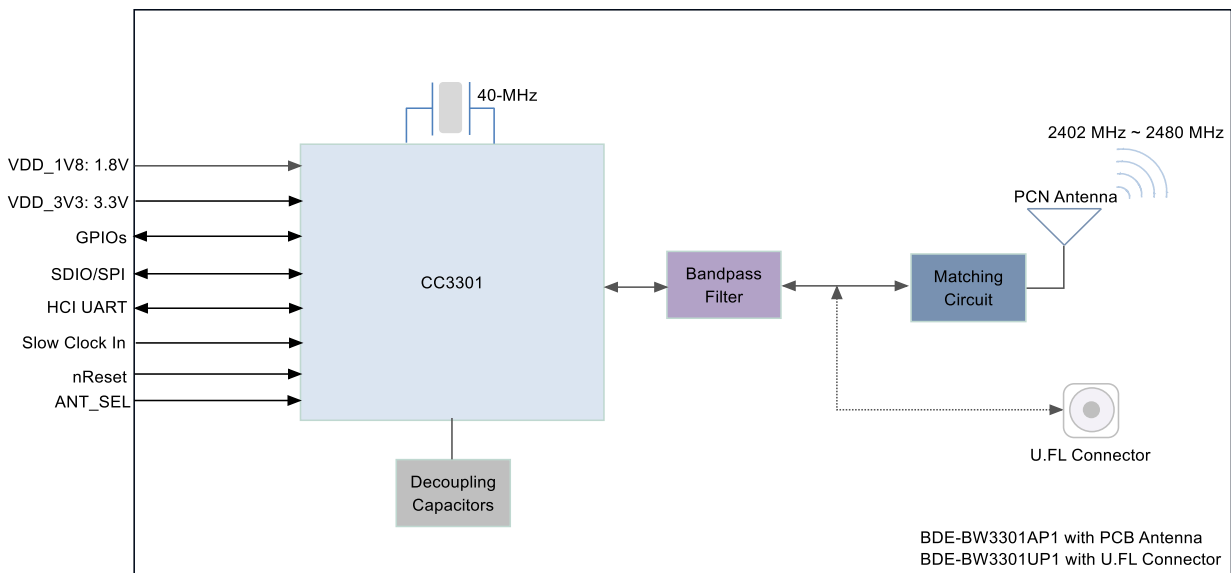 40-MHz
2402 MHz ~ 2480 MHz
VDD_1V8: 1.8V
VDD_3V3: 3.3V
PCN Antenna
GPIOs
SDIO/SPI
HCI UART
Slow Clock In
nReset
ANT_SEL
CC3301
Bandpass
Filter
Matching
Circuit
U.FL Connector
Decoupling
Capacitors
BDE-BW3301AP1 with PCB Antenna
BDE-BW3301UP1 with U.FL Connector